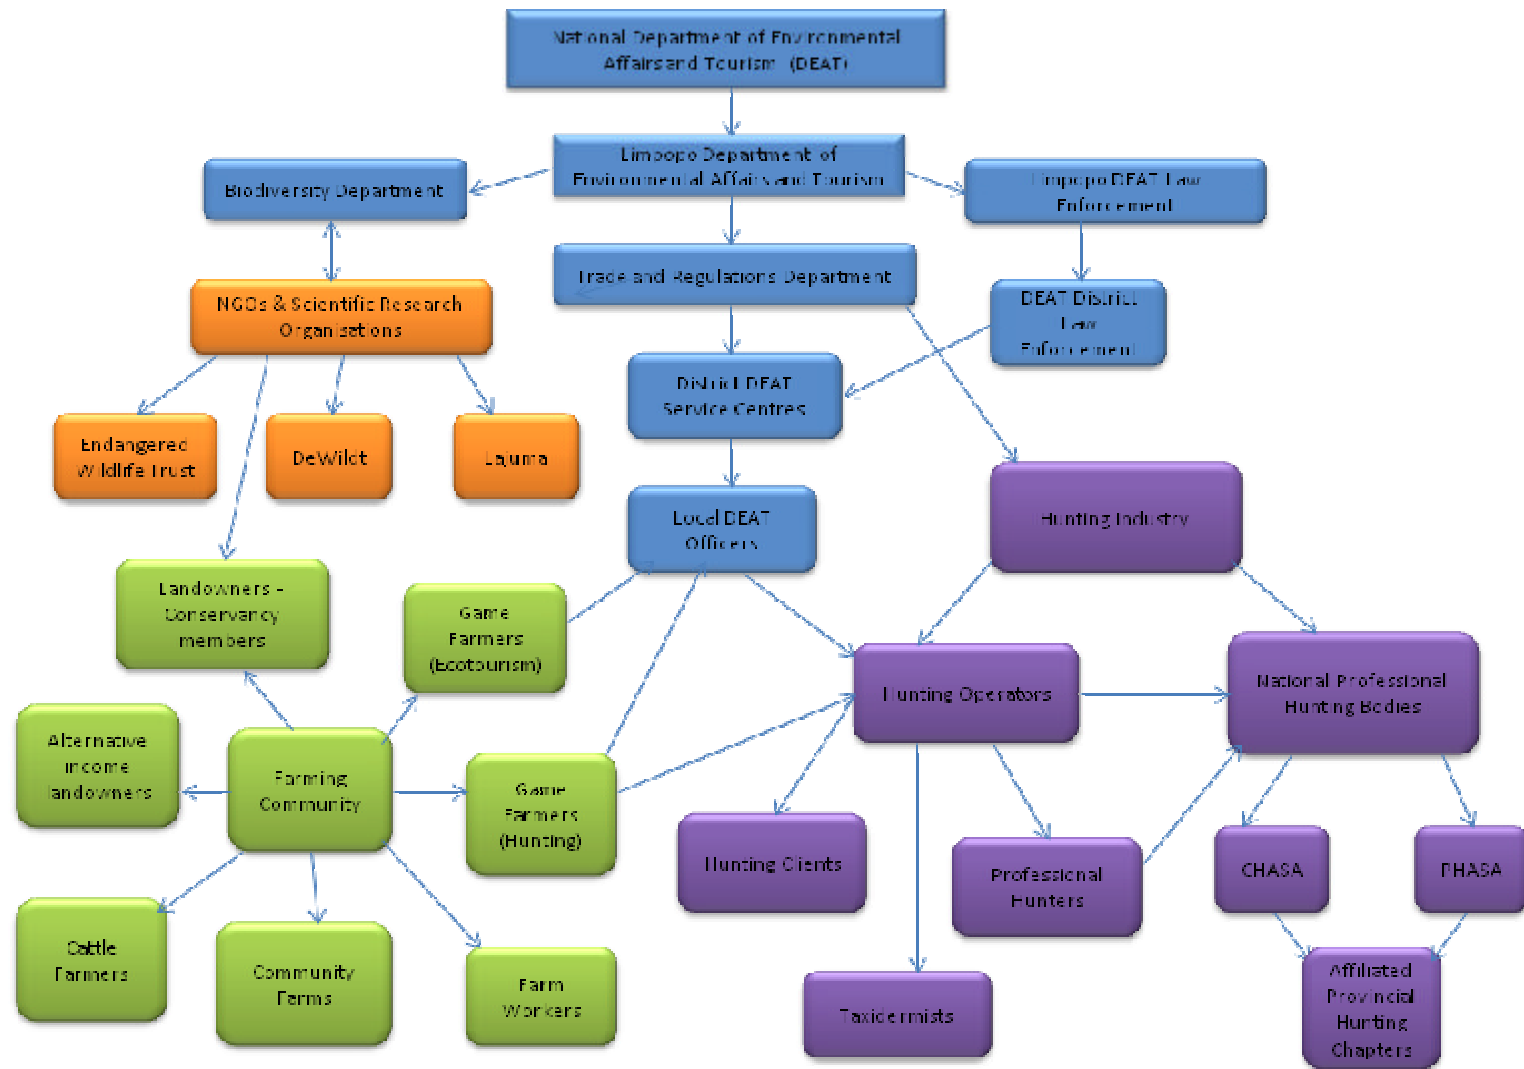 National Department of Environmental
Affairs and Tourism (DEAT)
Limpopo Department of
Environmental Affairs and Tourism
Biodiversity Department
Limpopo DEAT Law
Enforcement
Trade and Regulations Department
NGOs & Scientific Research
Organisations
DEAT District
Law
Enforcement
District DEAT
Service Centres
Endangered
Wildlife Trust
DeWildt
Lajuma
Local DEAT
Officers
Hunting Industry
Landowners –
Conservancy
members
Game
Farmers
(Ecotourism)
Hunting Operators
National Professional
Hunting Bodies
Alternative
income
landowners
Farming
Community
Game
Farmers
(Hunting)
Hunting Clients
Professional
Hunters
CHASA
PHASA
Cattle
Farmers
Community
Farms
Farm
Workers
Taxidermists
Affiliated
Provincial
Hunting
Chapters